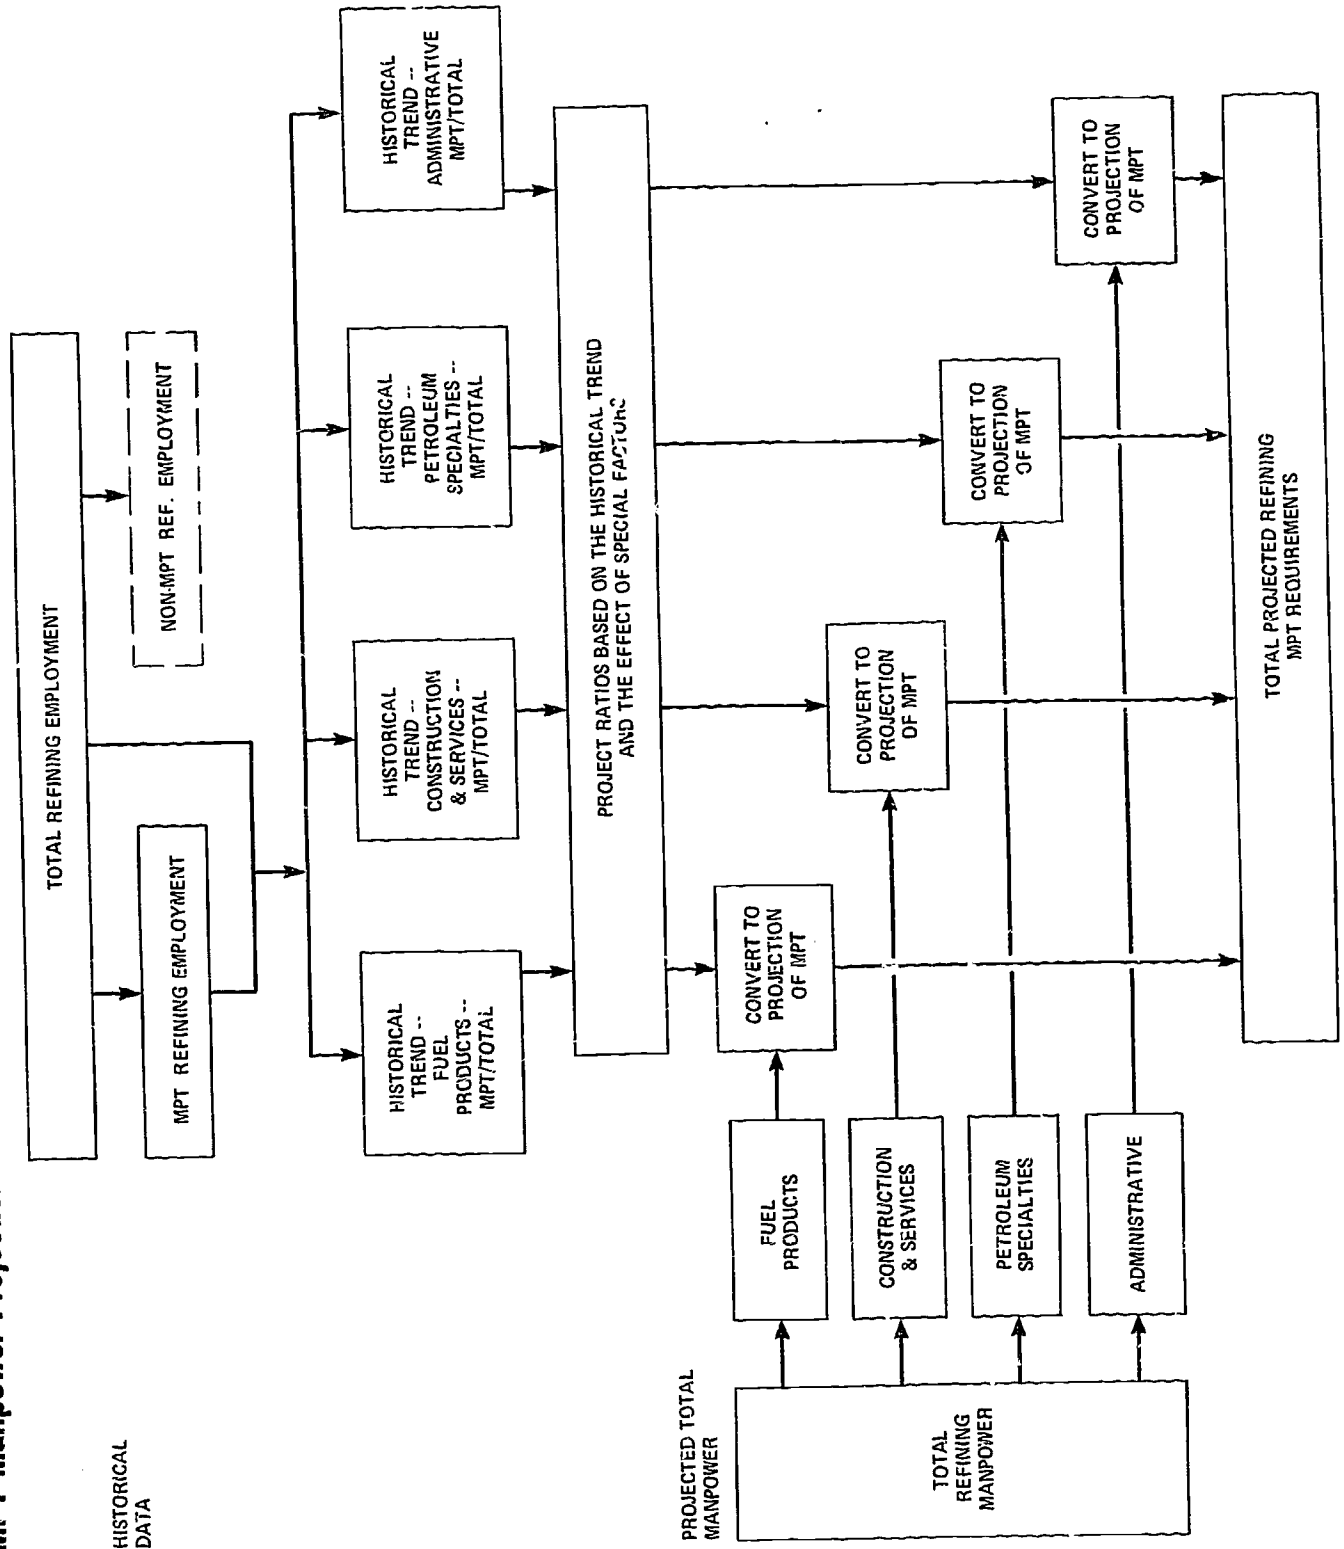 Manpower
HISTORICAL
DATA
TOTAL REFINING EMPLOYMENT
MPT REFINING EMPLOYMENT
NON-MPT REF. EMPLOYMENT
HISTORICAL
TREND --
FUEL
PRODUCTS --
MPT/TOTAL
HISTORICAL
TREND --
CONSTRUCTION
& SERVICES --
MPT/TOTAL
HISTORICAL
TREND --
PETROLEUM
SPECIALTIES --
MPT/TOTAL
HISTORICAL
TREND --
ADMINISTRATIVE
MPT/TOTAL
PROJECT RATIOS BASED ON THE HISTORICAL TREND
AND THE EFFECT OF SPECIAL FACTORS
PROJECTED TOTAL
MANPOWER
TOTAL
REFINING
MANPOWER
FUEL
PRODUCTS
CONVERT TO
PROJECTION
OF MPT
CONSTRUCTION
& SERVICES
CONVERT TO
PROJECTION
OF MPT
PETROLEUM
SPECIALTIES
CONVERT TO
PROJECTION
OF MPT
ADMINISTRATIVE
CONVERT TO
PROJECTION
OF MPT
TOTAL PROJECTED REFINING
MPT REQUIREMENTS